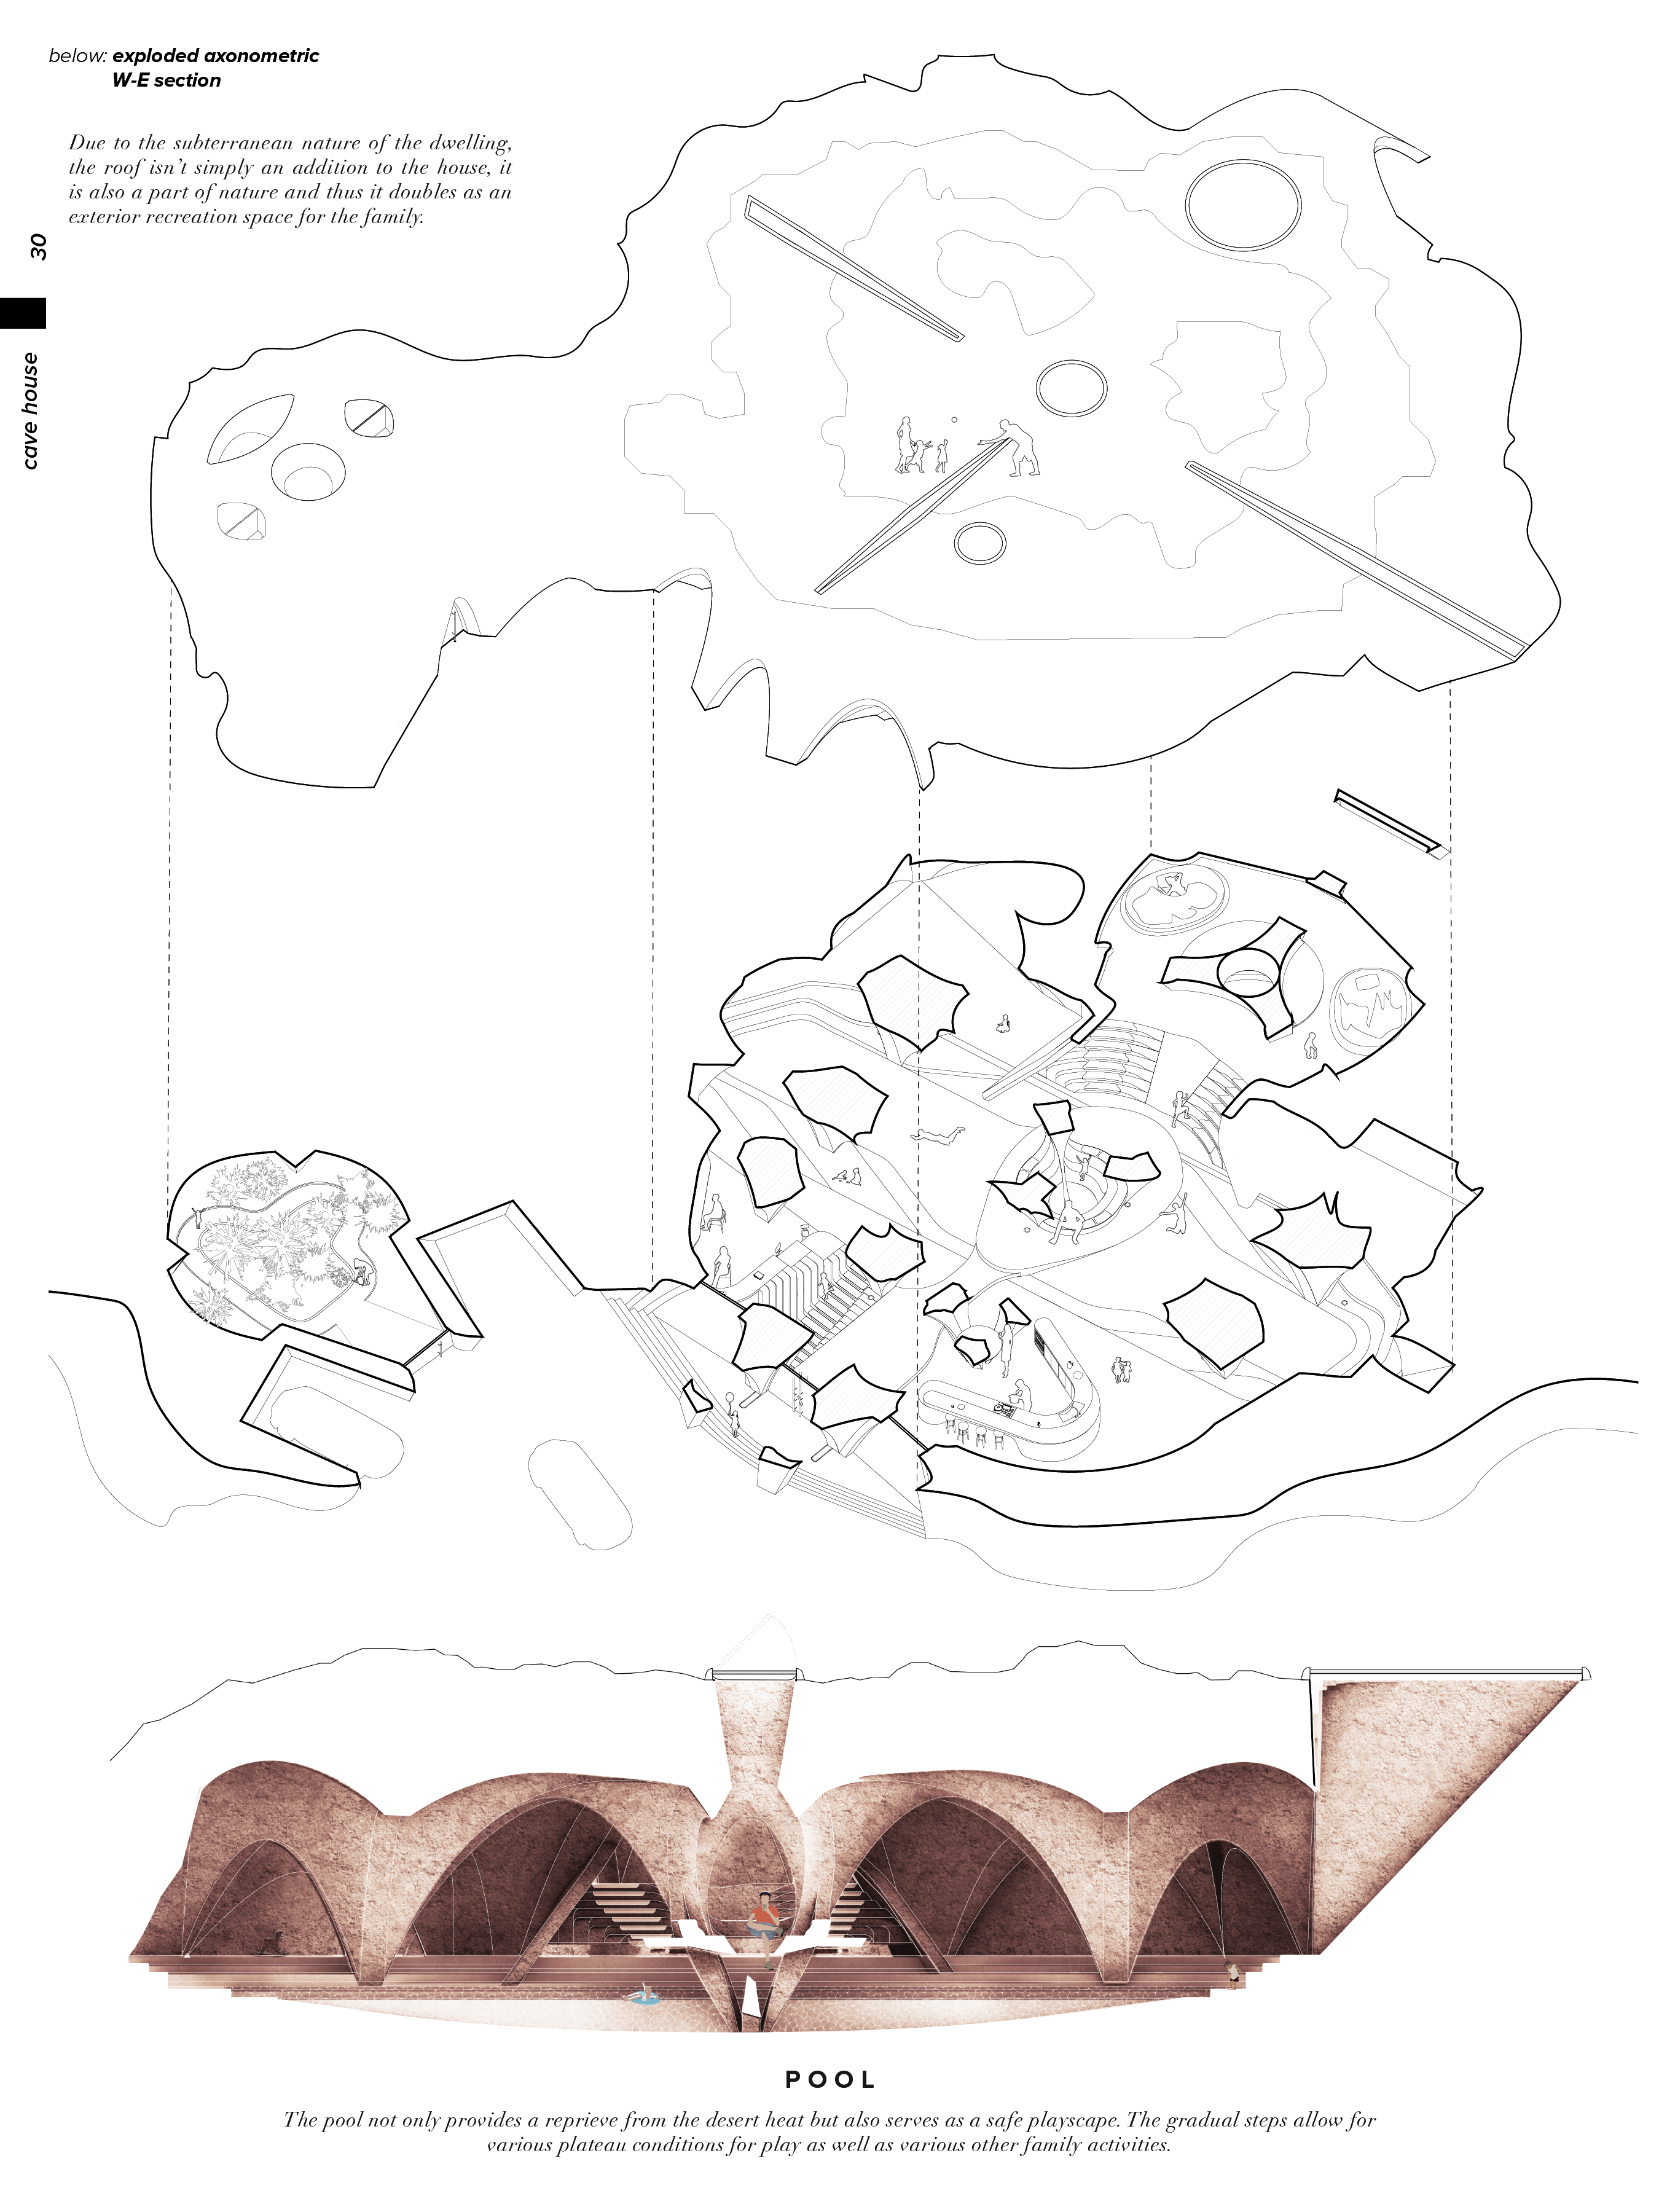 below: exploded axonometric
W-E section
Due to the subterranean nature of the dwelling,
the roof isn’t simply an addition to the house, it
is also a part of nature and thus it doubles as an
exterior recreation space for the family.
30
cave house
POOL
The pool not only provides a reprieve from the desert heat but also serves as a safe playscape. The gradual steps allow for
various plateau conditions for play as well as various other family activities.